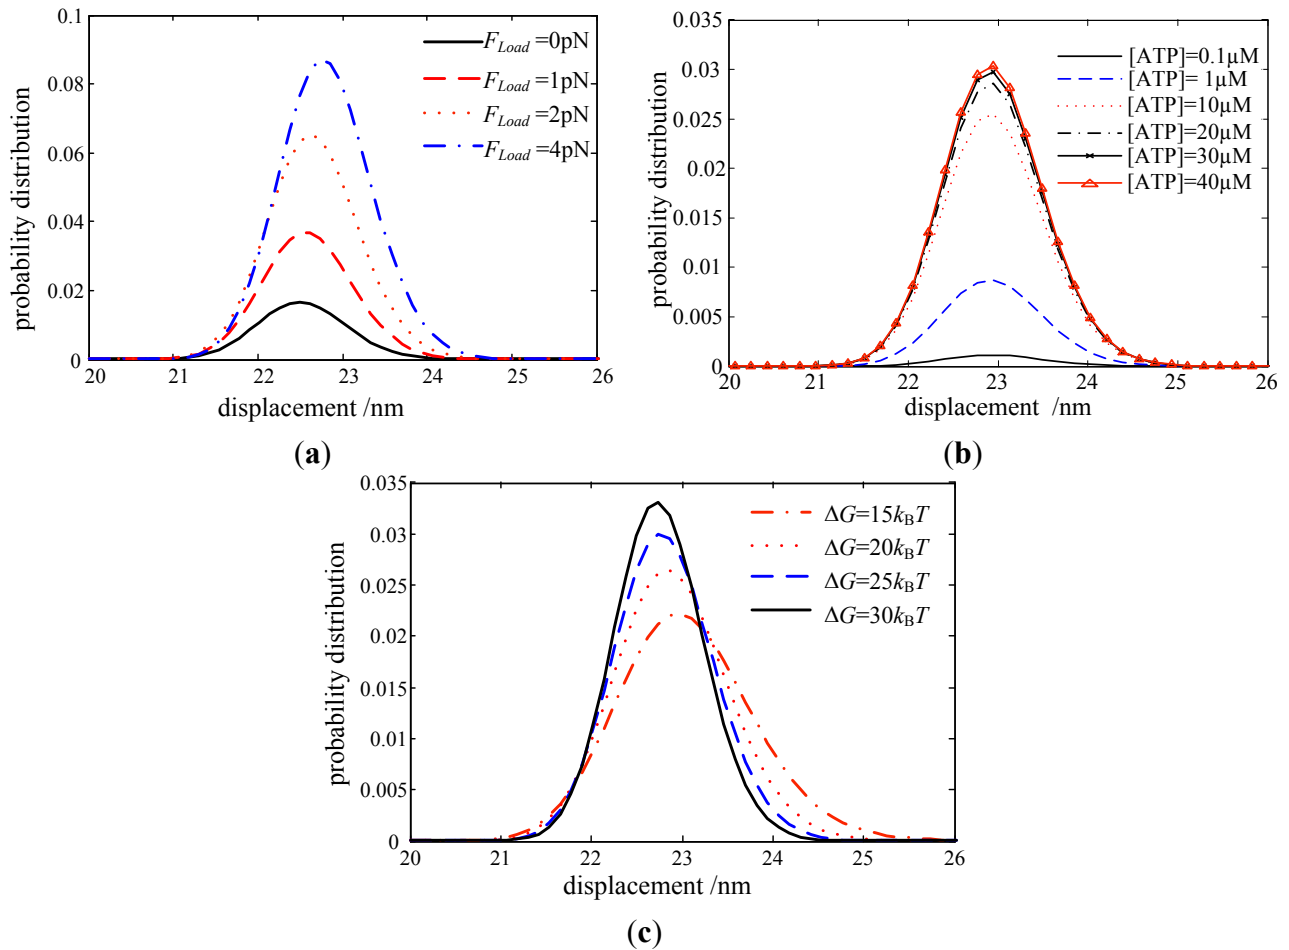 0.1
0.08
0.06
0.04
0.02
0
probability distribution
F_Load =0pN
F_Load =1pN
F_Load =2pN
F_Load =4pN
20 21 22 23 24 25 26
displacement /nm
(a)
0.035
0.03
0.025
0.02
0.015
0.01
0.005
0
probability distribution
[ATP]=0.1µM
[ATP]= 1µM
[ATP]=10µM
[ATP]=20µM
[ATP]=30µM
[ATP]=40µM
20 21 22 23 24 25 26
displacement /nm
(b)
0.035
0.03
0.025
0.02
0.015
0.01
0.005
0
probability distribution
ΔG=15k_BT
ΔG=20k_BT
ΔG=25k_BT
ΔG=30k_BT
20 21 22 23 24 25 26
displacement /nm
(c)